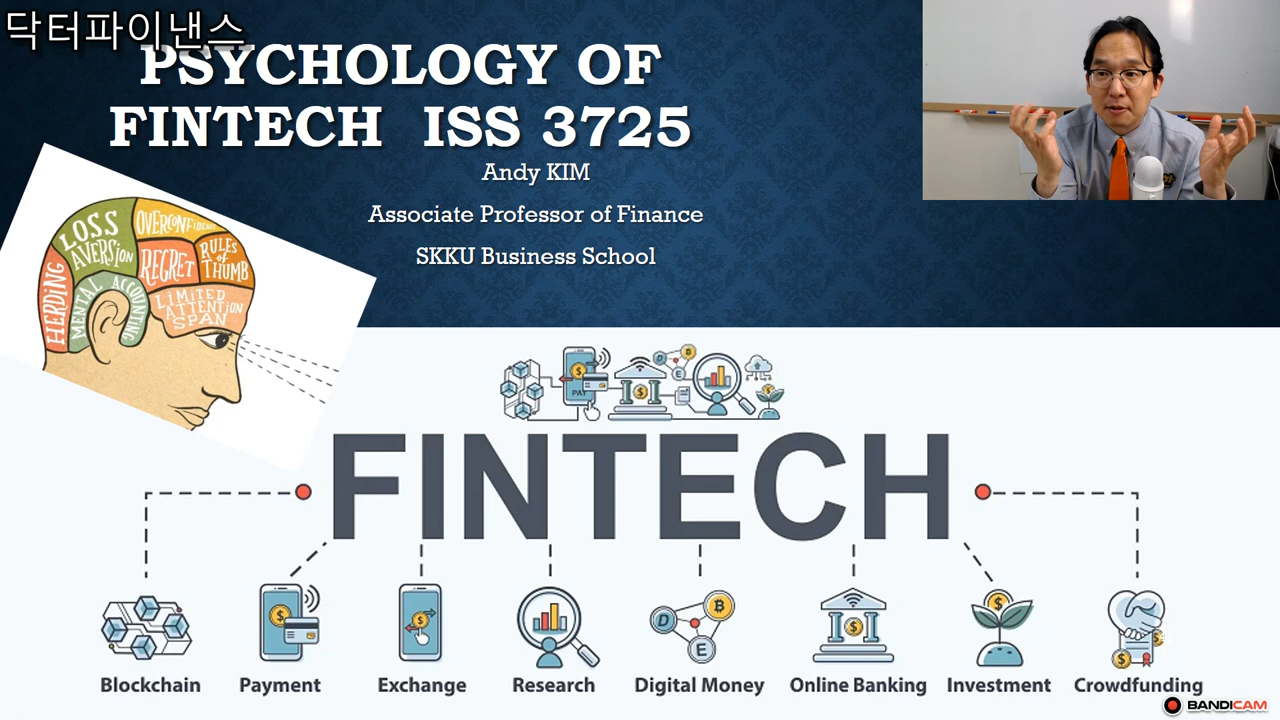 닥터파이낸스
PSYCHOLOGY OF
FINTECH ISS 3725
Andy KIM
Associate Professor of Finance
SKKU Business School
LOSS
AVERSION
OVERCONFIDENCE
REGRET
RULES
of
THUMB
HERDING
MENTAL ACCOUNTING
LIMITED
ATTENTION
SPAN
PAY
FINTECH
Blockchain
Payment
Exchange
Research
Digital Money
Online Banking
Investment
Crowdfunding
BANDICAM